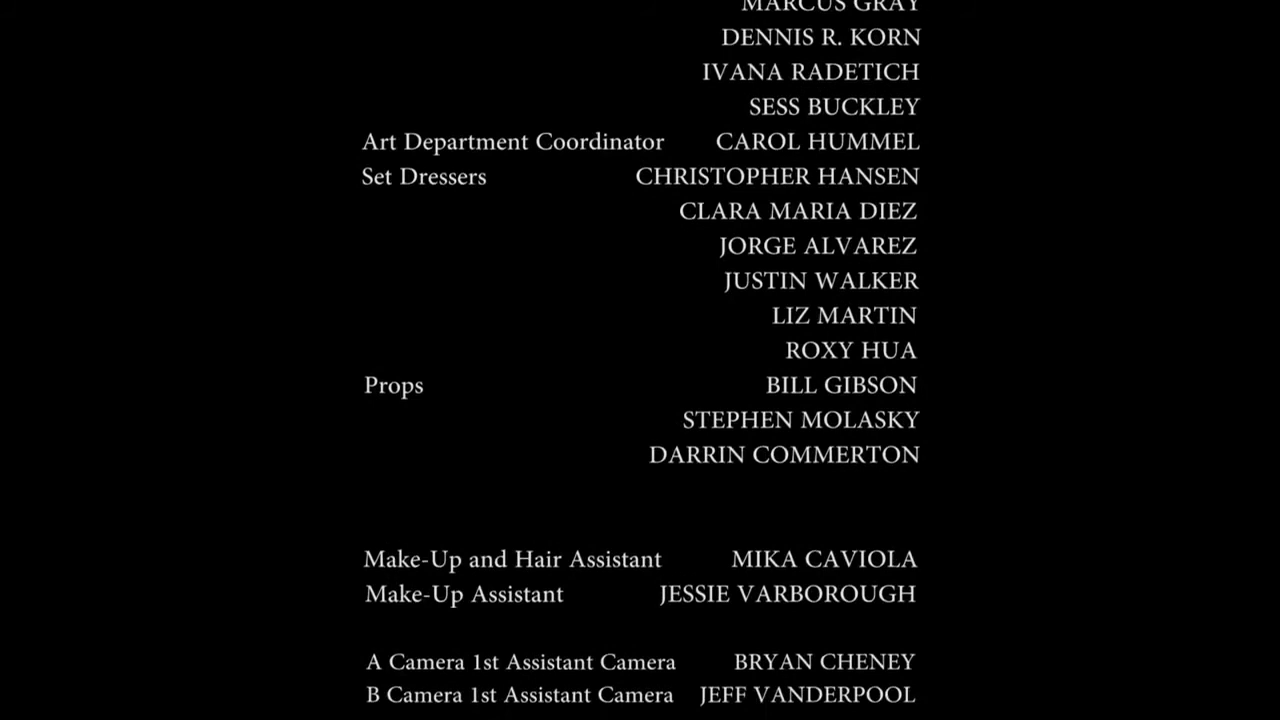 MARCUS GRAY
DENNIS R. KORN
IVANA RADETICH
SESS BUCKLEY
Art Department Coordinator CAROL HUMMEL
Set Dressers CHRISTOPHER HANSEN
CLARA MARIA DIEZ
JORGE ALVAREZ
JUSTIN WALKER
LIZ MARTIN
ROXY HUA
Props BILL GIBSON
STEPHEN MOLASKY
DARRIN COMMERTON
Make-Up and Hair Assistant MIKA CAVIOLA
Make-Up Assistant JESSIE VARBOROUGH
A Camera 1st Assistant Camera BRYAN CHENEY
B Camera 1st Assistant Camera JEFF VANDERPOOL